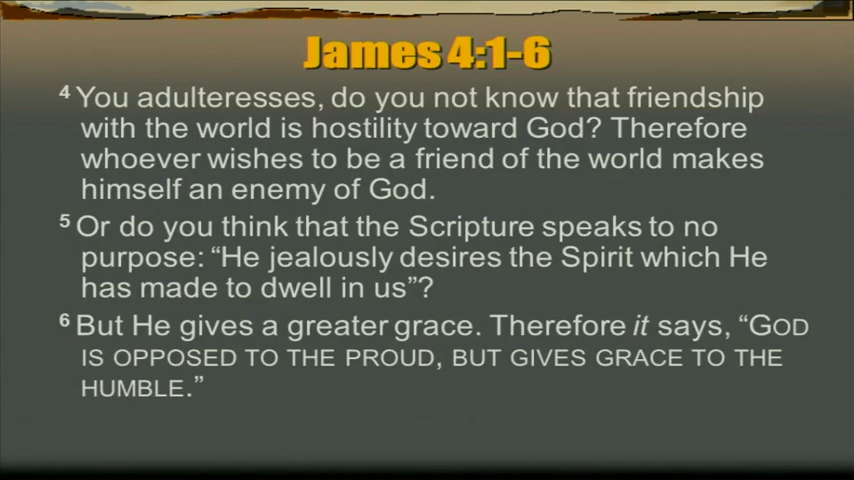 James 4:1-6
4 You adulteresses, do you not know that friendship
with the world is hostility toward God? Therefore
whoever wishes to be a friend of the world makes
himself an enemy of God.
5 Or do you think that the Scripture speaks to no
purpose: “He jealously desires the Spirit which He
has made to dwell in us”?
6 But He gives a greater grace. Therefore it says, “GOD
IS OPPOSED TO THE PROUD, BUT GIVES GRACE TO THE
HUMBLE.”